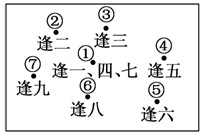 ③
②
逢三
逢二
①
④
⑦
逢一、四、七
逢五
⑥
⑤
逢九
逢八
逢六